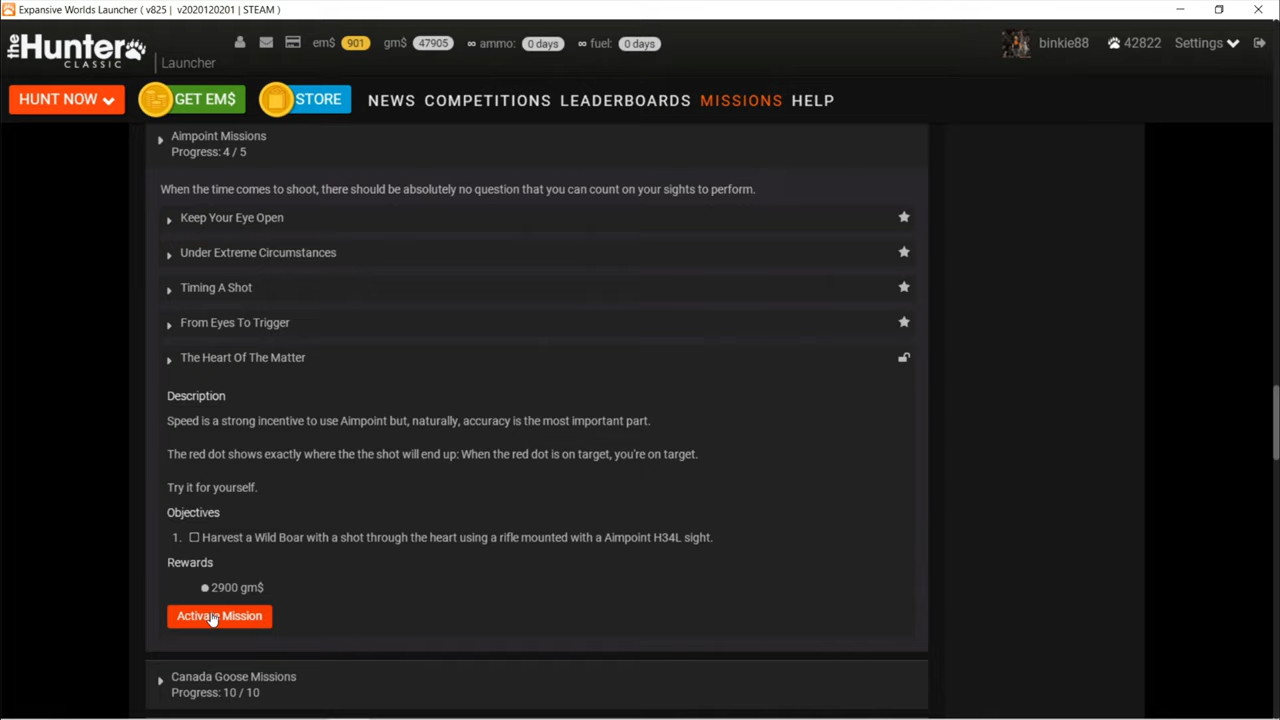 Expansive Worlds Launcher ( v825 | v2020120201 | STEAM )
theHunter CLASSIC
Launcher
em$ 901 gm$ 47905 ∞ ammo: 0 days ∞ fuel: 0 days
binkie88 42822 Settings
HUNT NOW GET EM$ STORE NEWS COMPETITIONS LEADERBOARDS MISSIONS HELP
Aimpoint Missions
Progress: 4 / 5
When the time comes to shoot, there should be absolutely no question that you can count on your sights to perform.
Keep Your Eye Open
Under Extreme Circumstances
Timing A Shot
From Eyes To Trigger
The Heart Of The Matter
Description
Speed is a strong incentive to use Aimpoint but, naturally, accuracy is the most important part.
The red dot shows exactly where the the shot will end up: When the red dot is on target, you're on target.
Try it for yourself.
Objectives
1. Harvest a Wild Boar with a shot through the heart using a rifle mounted with a Aimpoint H34L sight.
Rewards
2900 gm$
Activate Mission
Canada Goose Missions
Progress: 10 / 10